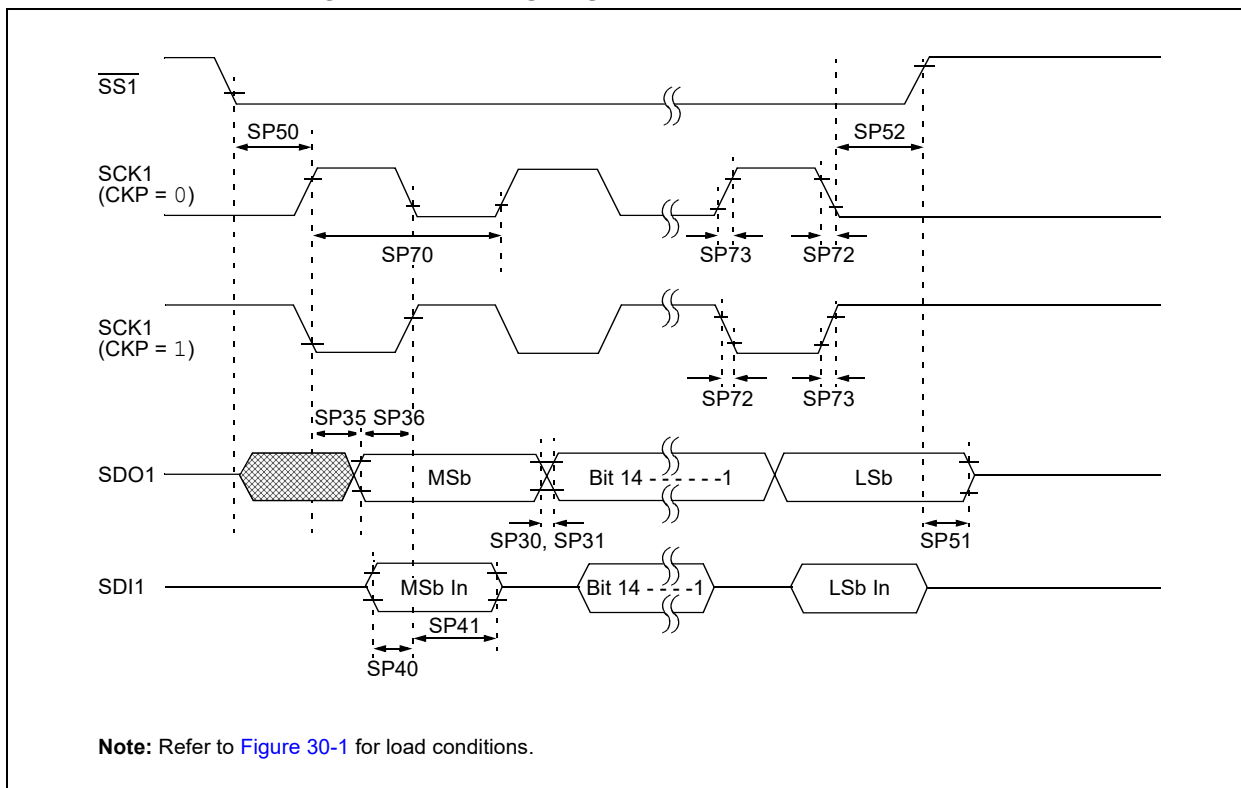 SS1
SP50
SP52
SCK1
(CKP = 0)
SP70
SP73
SP72
SCK1
(CKP = 1)
SP72
SP73
SP35 SP36
SDO1
MSb
Bit 14 - - - - - -1
LSb
SP30, SP31
SP51
SDI1
MSb In
Bit 14 - - - -1
LSb In
SP41
SP40
Note: Refer to Figure 30-1 for load conditions.